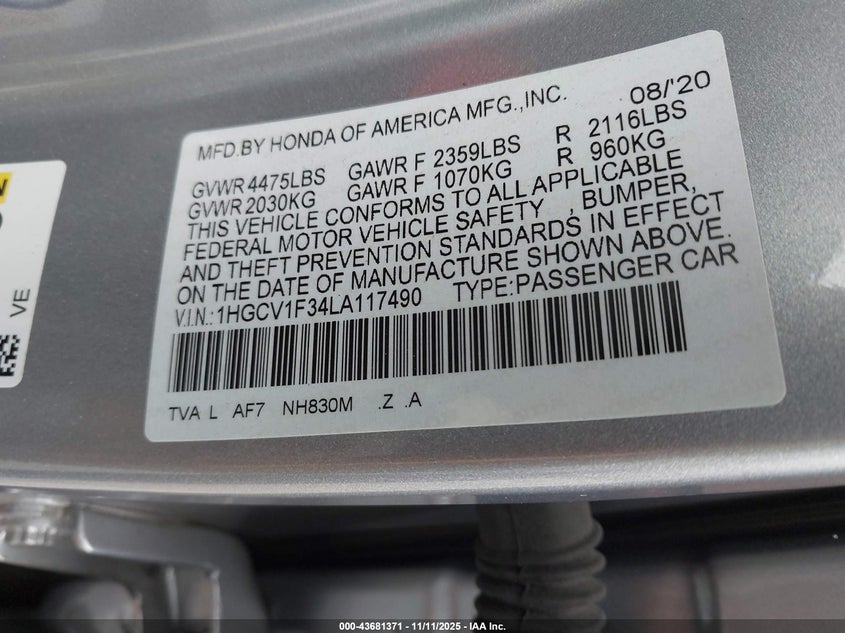 MFD.BY HONDA OF AMERICA MFG.,INC. 08/'20
GVWR 4475LBS GAWR F 2359LBS R 2116LBS
GVWR 2030KG GAWR F 1070KG R 960KG
THIS VEHICLE CONFORMS TO ALL APPLICABLE
FEDERAL MOTOR VEHICLE SAFETY , BUMPER,
AND THEFT PREVENTION STANDARDS IN EFFECT
ON THE DATE OF MANUFACTURE SHOWN ABOVE.
V.I.N.:1HGCV1F34LA117490 TYPE:PASSENGER CAR
TVA L AF7 NH830M .Z .A
VE
000-43681371 - 11/11/2025 - IAA Inc.